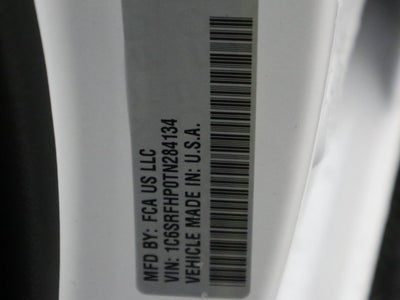 MFD BY: FCA US LLC
VIN: 1C6SRFHP0TN284134
VEHICLE MADE IN: U.S.A.